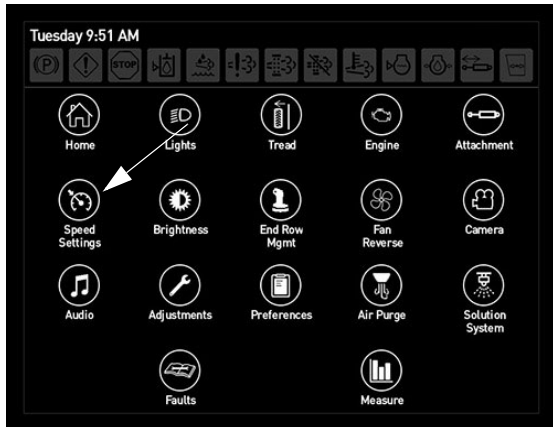 Tuesday 9:51 AM
(P) STOP
Home Lights Tread Engine Attachment
Speed Settings Brightness End Row Mgmt Fan Reverse Camera
Audio Adjustments Preferences Air Purge Solution System
Faults Measure